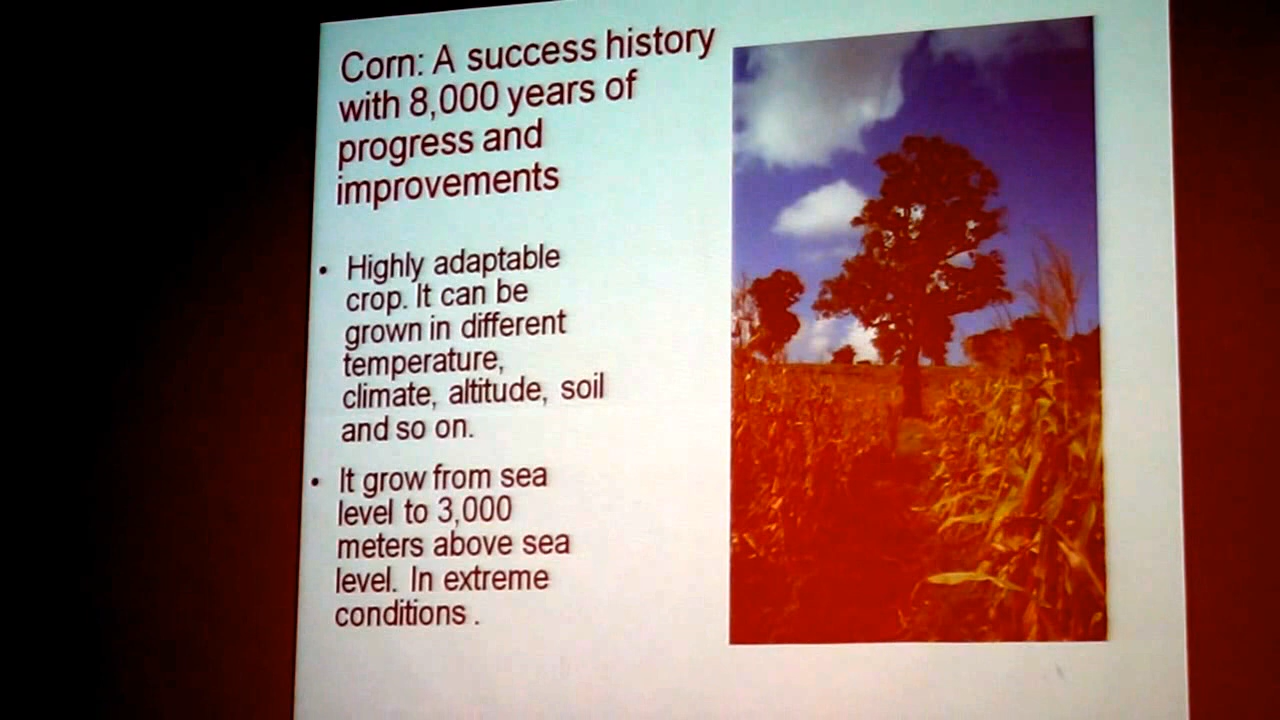 Corn: A success history
with 8,000 years of
progress and
improvements
• Highly adaptable
crop. It can be
grown in different
temperature,
climate, altitude, soil
and so on.
• It grow from sea
level to 3,000
meters above sea
level. In extreme
conditions .